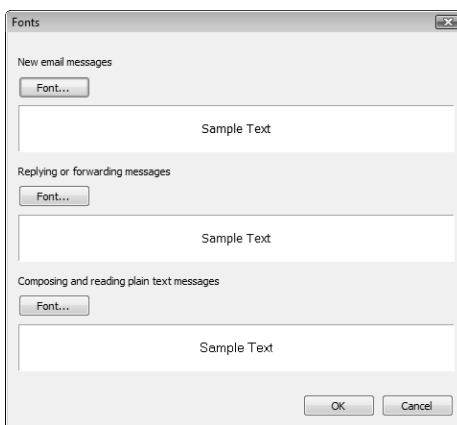 Fonts
New email messages
Font...
Sample Text
Replying or forwarding messages
Font...
Sample Text
Composing and reading plain text messages
Font...
Sample Text
OK Cancel